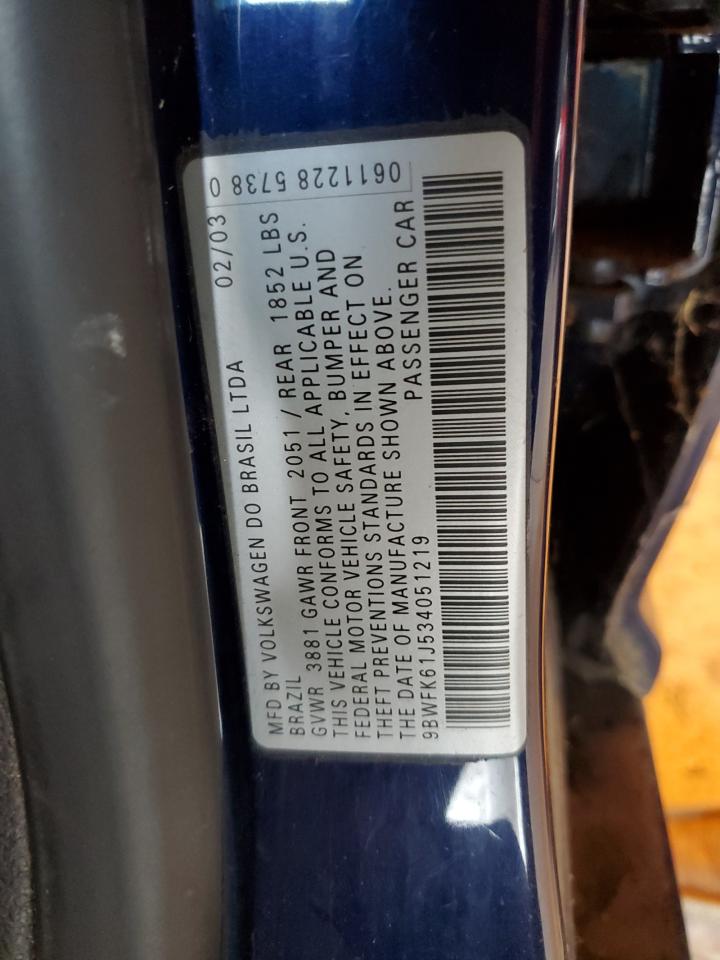 0611228 5738 0
02/03
MFD BY VOLKSWAGEN DO BRASIL LTDA
BRAZIL
GVWR 3881 GAWR FRONT 2051 / REAR 1852 LBS
THIS VEHICLE CONFORMS TO ALL APPLICABLE U.S.
FEDERAL MOTOR VEHICLE SAFETY, BUMPER AND
THEFT PREVENTIONS STANDARDS IN EFFECT ON
THE DATE OF MANUFACTURE SHOWN ABOVE.
9BWFK61J534051219 PASSENGER CAR